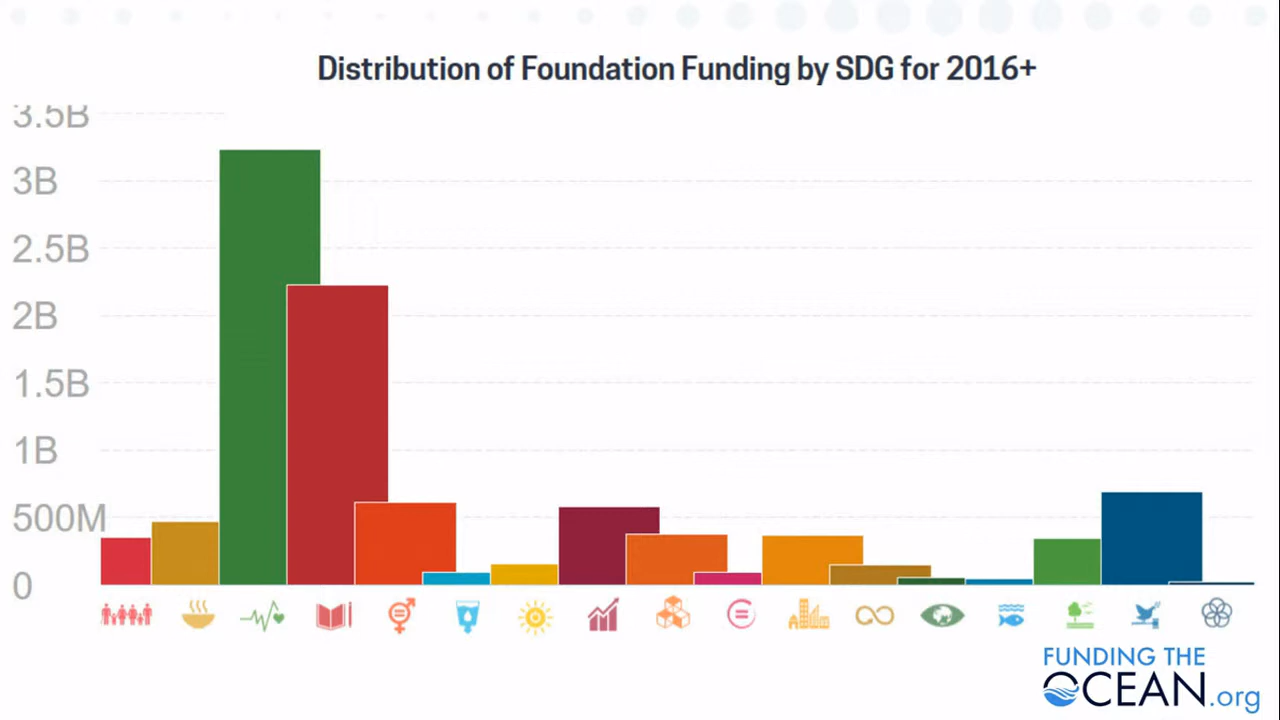 Distribution of Foundation Funding by SDG for 2016+
3.5B
3B
2.5B
2B
1.5B
1B
500M
0
FUNDING THE
OCEAN.org